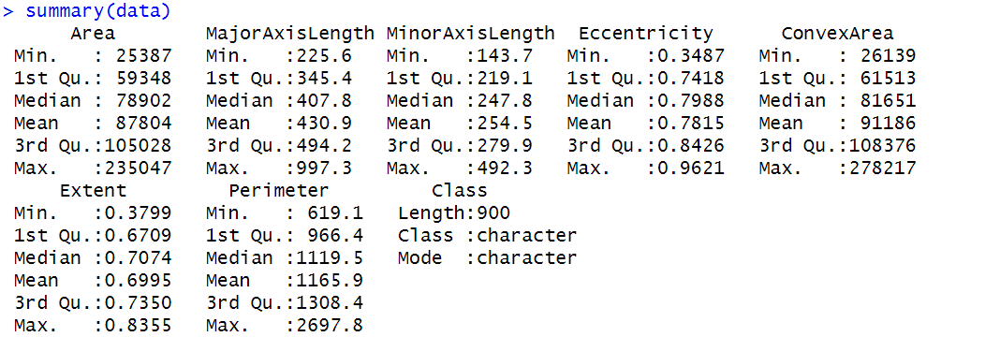 > summary(data)
Area MajorAxisLength MinorAxisLength Eccentricity ConvexArea
Min. : 25387 Min. :225.6 Min. :143.7 Min. :0.3487 Min. : 26139
1st Qu.: 59348 1st Qu.:345.4 1st Qu.:219.1 1st Qu.:0.7418 1st Qu.: 61513
Median : 78902 Median :407.8 Median :247.8 Median :0.7988 Median : 81651
Mean : 87804 Mean :430.9 Mean :254.5 Mean :0.7815 Mean : 91186
3rd Qu.:105028 3rd Qu.:494.2 3rd Qu.:279.9 3rd Qu.:0.8426 3rd Qu.:108376
Max. :235047 Max. :997.3 Max. :492.3 Max. :0.9621 Max. :278217
Extent Perimeter Class
Min. :0.3799 Min. : 619.1 Length:900
1st Qu.:0.6709 1st Qu.: 966.4 Class :character
Median :0.7074 Median :1119.5 Mode :character
Mean :0.6995 Mean :1165.9
3rd Qu.:0.7350 3rd Qu.:1308.4
Max. :0.8355 Max. :2697.8